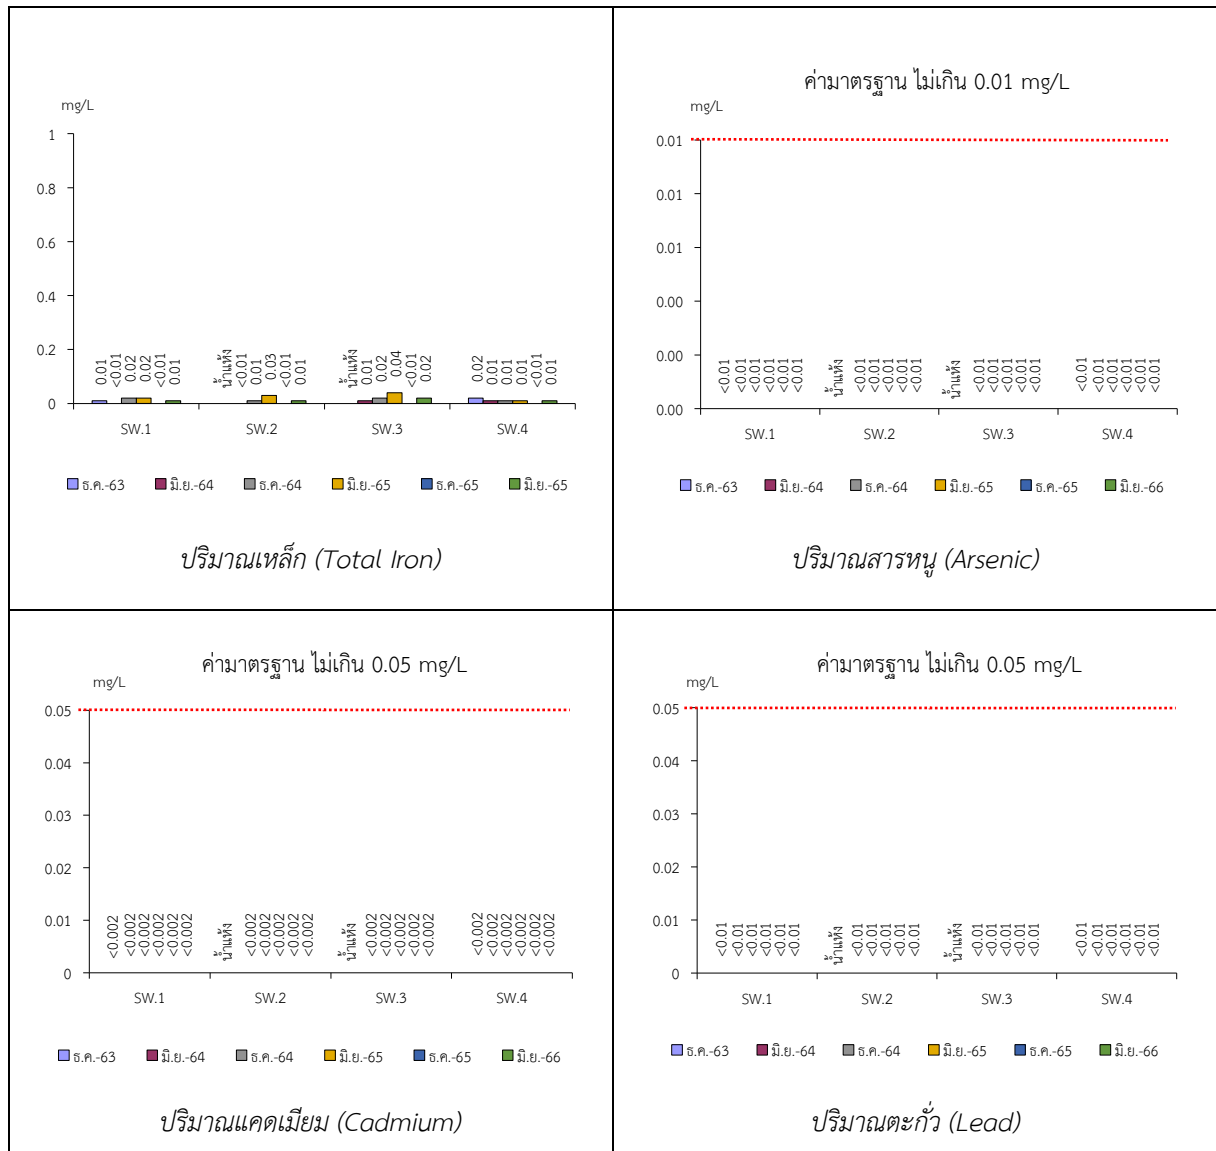 mg/L
1
0.8
0.6
0.4
0.2
0
0.01 <0.01 0.02 0.02 <0.01 0.01
น้ำแห้ง <0.01 0.01 0.03 <0.01 0.01
น้ำแห้ง 0.01 0.02 0.04 <0.01 0.02
0.02 0.01 0.01 0.01 <0.01 0.01
SW.1 SW.2 SW.3 SW.4
ธ.ค.-63 มิ.ย.-64 ธ.ค.-64 มิ.ย.-65 ธ.ค.-65 มิ.ย.-65
ปริมาณเหล็ก (Total Iron)
ค่ามาตรฐาน ไม่เกิน 0.01 mg/L
mg/L
0.01
0.01
0.01
0.00
0.00
0.00
<0.01 <0.01 <0.01 <0.01 <0.01 <0.01
น้ำแห้ง <0.01 <0.01 <0.01 <0.01 <0.01
น้ำแห้ง <0.01 <0.01 <0.01 <0.01 <0.01
<0.01 <0.01 <0.01 <0.01 <0.01 <0.01
SW.1 SW.2 SW.3 SW.4
ธ.ค.-63 มิ.ย.-64 ธ.ค.-64 มิ.ย.-65 ธ.ค.-65 มิ.ย.-66
ปริมาณสารหนู (Arsenic)
ค่ามาตรฐาน ไม่เกิน 0.05 mg/L
mg/L
0.05
0.04
0.03
0.02
0.01
0
<0.002 <0.002 <0.002 <0.002 <0.002 <0.002
น้ำแห้ง <0.002 <0.002 <0.002 <0.002 <0.002
น้ำแห้ง <0.002 <0.002 <0.002 <0.002 <0.002
<0.002 <0.002 <0.002 <0.002 <0.002 <0.002
SW.1 SW.2 SW.3 SW.4
ธ.ค.-63 มิ.ย.-64 ธ.ค.-64 มิ.ย.-65 ธ.ค.-65 มิ.ย.-66
ปริมาณแคดเมียม (Cadmium)
ค่ามาตรฐาน ไม่เกิน 0.05 mg/L
mg/L
0.05
0.04
0.03
0.02
0.01
0
<0.01 <0.01 <0.01 <0.01 <0.01 <0.01
น้ำแห้ง <0.01 <0.01 <0.01 <0.01 <0.01
น้ำแห้ง <0.01 <0.01 <0.01 <0.01 <0.01
<0.01 <0.01 <0.01 <0.01 <0.01 <0.01
SW.1 SW.2 SW.3 SW.4
ธ.ค.-63 มิ.ย.-64 ธ.ค.-64 มิ.ย.-65 ธ.ค.-65 มิ.ย.-66
ปริมาณตะกั่ว (Lead)